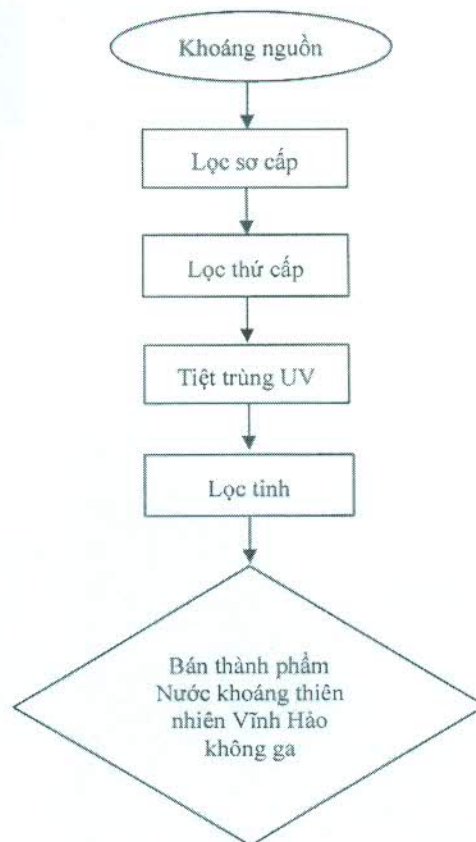 Khoáng nguồn
Lọc sơ cấp
Lọc thứ cấp
Tiệt trùng UV
Lọc tinh
Bán thành phẩm
Nước khoáng thiên
nhiên Vĩnh Hảo
không ga